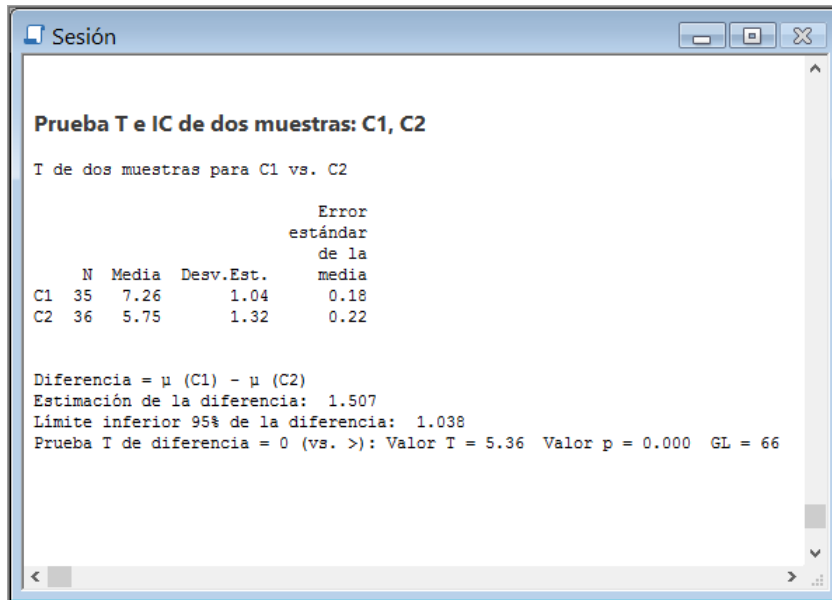 Sesión
Prueba T e IC de dos muestras: C1, C2
T de dos muestras para C1 vs. C2
Error
estándar
de la
N Media Desv.Est. media
C1 35 7.26 1.04 0.18
C2 36 5.75 1.32 0.22
Diferencia = μ (C1) - μ (C2)
Estimación de la diferencia: 1.507
Límite inferior 95% de la diferencia: 1.038
Prueba T de diferencia = 0 (vs. >): Valor T = 5.36 Valor p = 0.000 GL = 66